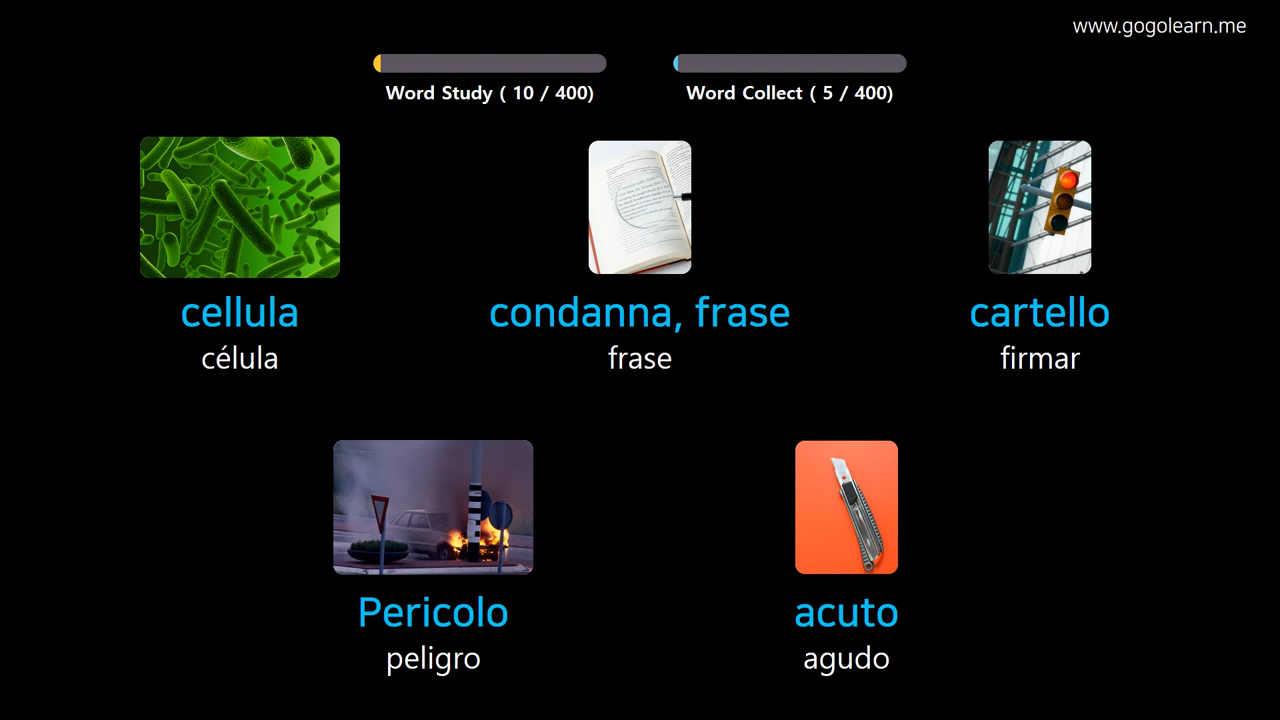 www.gogolearn.me
Word Study ( 10 / 400)
Word Collect ( 5 / 400)
cellula
condanna, frase
cartello
célula
frase
firmar
Pericolo
acuto
peligro
agudo